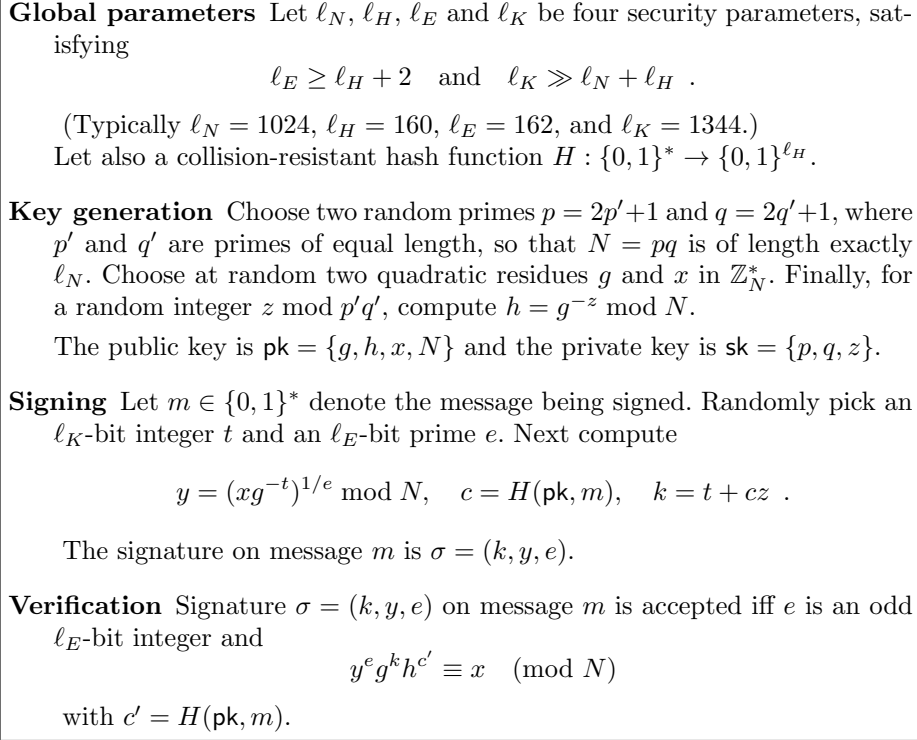 Global parameters Let ℓ_N, ℓ_H, ℓ_E and ℓ_K be four security parameters, sat-
isfying
ℓ_E ≥ ℓ_H + 2 and ℓ_K ≫ ℓ_N + ℓ_H .
(Typically ℓ_N = 1024, ℓ_H = 160, ℓ_E = 162, and ℓ_K = 1344.)
Let also a collision-resistant hash function H : {0, 1}^* → {0, 1}^{ℓ_H}.
Key generation Choose two random primes p = 2p′+1 and q = 2q′+1, where
p′ and q′ are primes of equal length, so that N = pq is of length exactly
ℓ_N. Choose at random two quadratic residues g and x in ℤ_N^*. Finally, for
a random integer z mod p′q′, compute h = g^{−z} mod N.
The public key is pk = {g, h, x, N} and the private key is sk = {p, q, z}.
Signing Let m ∈ {0, 1}^* denote the message being signed. Randomly pick an
ℓ_K-bit integer t and an ℓ_E-bit prime e. Next compute
y = (xg^{−t})^{1/e} mod N, c = H(pk, m), k = t + cz .
The signature on message m is σ = (k, y, e).
Verification Signature σ = (k, y, e) on message m is accepted iff e is an odd
ℓ_E-bit integer and
y^e g^k h^{c′} ≡ x (mod N)
with c′ = H(pk, m).